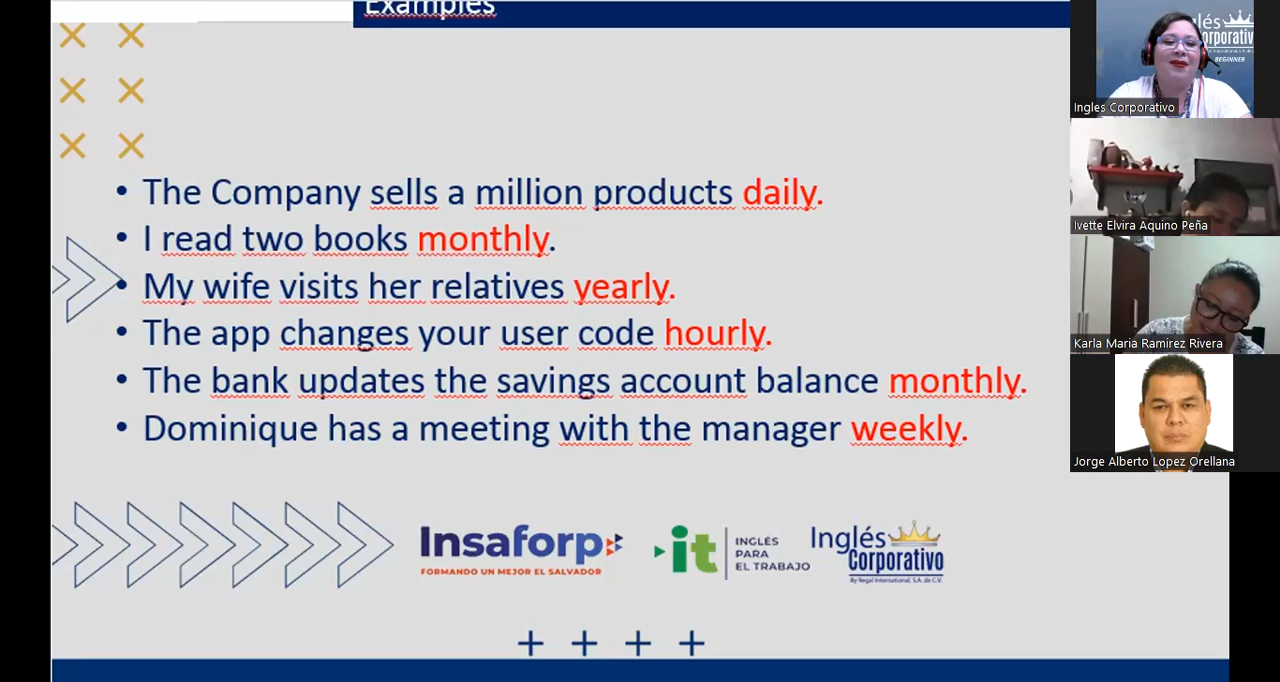 Examples
• The Company sells a million products daily.
• I read two books monthly.
• My wife visits her relatives yearly.
• The app changes your user code hourly.
• The bank updates the savings account balance monthly.
• Dominique has a meeting with the manager weekly.
Insaforp
FORMANDO UN MEJOR EL SALVADOR
it
INGLÉS
PARA
EL TRABAJO
Inglés
Corporativo
By Regal International, S.A. de C.V.
BEGINNER
Ingles Corporativo
Ivette Elvira Aquino Peña
Karla Maria Ramirez Rivera
Jorge Alberto Lopez Orellana